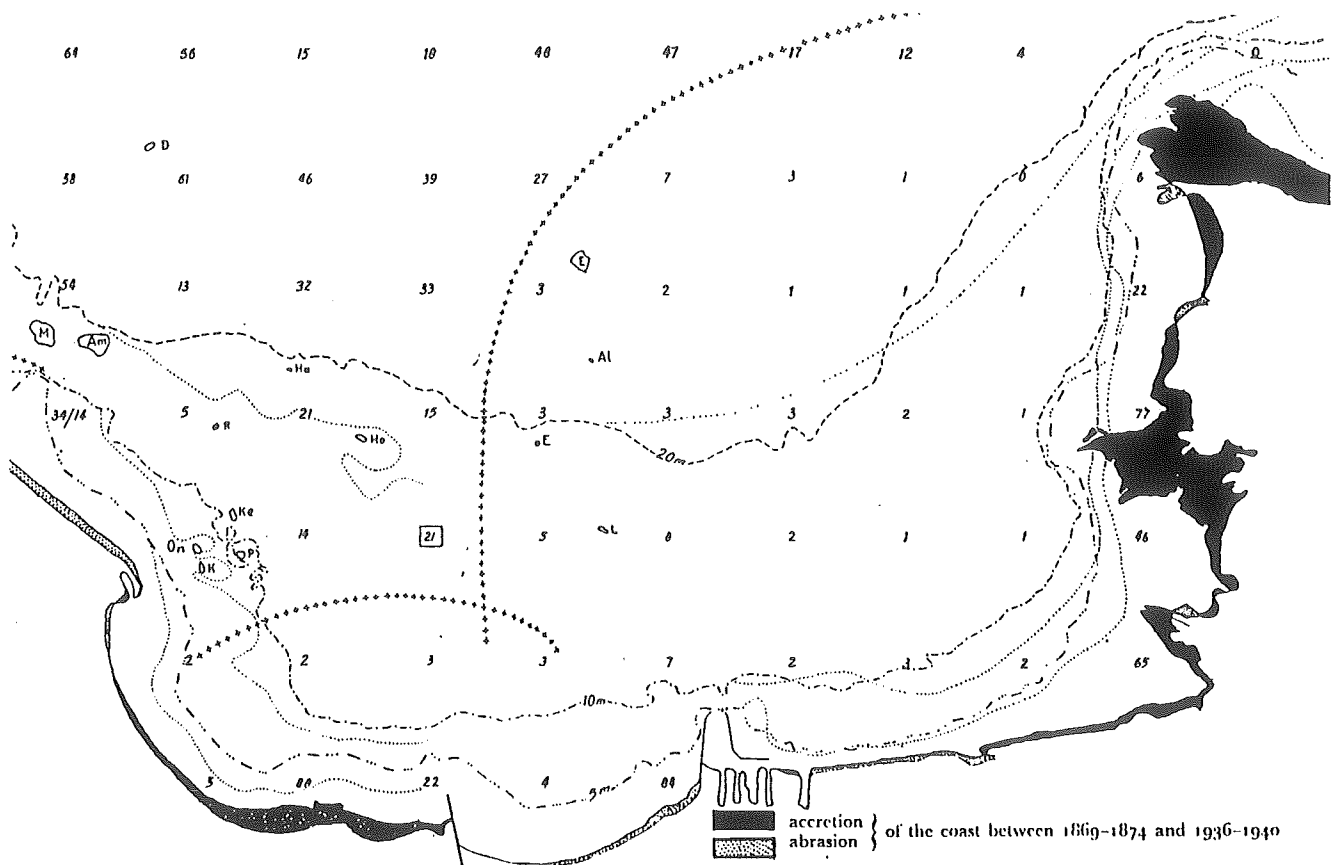 64 56 15 10 46 47 17 12 4 1 0
D
58 61 46 39 27 7 3 1 0 6
E
54 13 32 33 3 2 1 1 1 22
M Am
Ha Al
34/14 5 21 15 3 3 3 2 1 77
R Ho E
20m
Ke
14 21 5 0 2 1 1 46
On P L
K
2 2 3 3 7 2 2 65
10m
5 22 4
5m
accretion
abrasion
} of the coast between 1869–1874 and 1936–1940